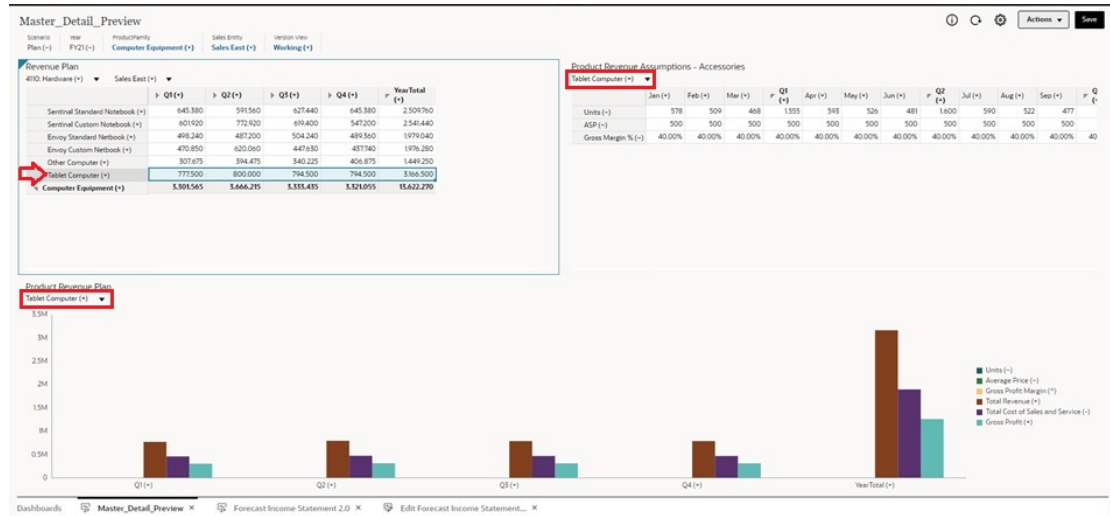 Master_Detail_Preview
Actions ▼ Save
Scenario Year ProductFamily Sales Entity Version View
Plan (~) FY21 (~) Computer Equipment (+) Sales East (+) Working (+)
Revenue Plan
4110: Hardware (+) ▼ Sales East (+) ▼
Q1 (+) Q2 (+) Q3 (+) Q4 (+) YearTotal (+)
Sentinal Standard Notebook (+) 645.380 591.560 627.440 645.380 2.509.760
Sentinal Custom Notebook (+) 601.920 772.920 619.400 547.200 2.541.440
Envoy Standard Netbook (+) 498.240 487.200 504.240 489.360 1.979.040
Envoy Custom Netbook (+) 470.850 620.060 447.630 437.740 1.976.280
Other Computer (+) 307.675 394.475 340.225 406.875 1.449.250
Tablet Computer (+) 777.500 800.000 794.500 794.500 3.166.500
Computer Equipment (+) 3.301.565 3.666.215 3.333.435 3.321.055 13.622.270
Product Revenue Assumptions - Accessories
Tablet Computer (+) ▼
Jan (+) Feb (+) Mar (+) Q1 (+) Apr (+) May (+) Jun (+) Q2 (+) Jul (+) Aug (+) Sep (+)
Units (~) 578 509 468 1.555 593 526 481 1.600 590 522 477
ASP (~) 500 500 500 500 500 500 500 500 500 500 500
Gross Margin % (~) 40.00% 40.00% 40.00% 40.00% 40.00% 40.00% 40.00% 40.00% 40.00% 40.00% 40.00% 40
Product Revenue Plan
Tablet Computer (+) ▼
3.5M
3M
2.5M
2M
1.5M
1M
0.5M
0
Q1 (+) Q2 (+) Q3 (+) Q4 (+) YearTotal (+)
Units (~)
Average Price (~)
Gross Profit Margin (^)
Total Revenue (+)
Total Cost of Sales and Service (-)
Gross Profit (+)
Dashboards Master_Detail_Preview × Forecast Income Statement 2.0 × Edit Forecast Income Statement... ×